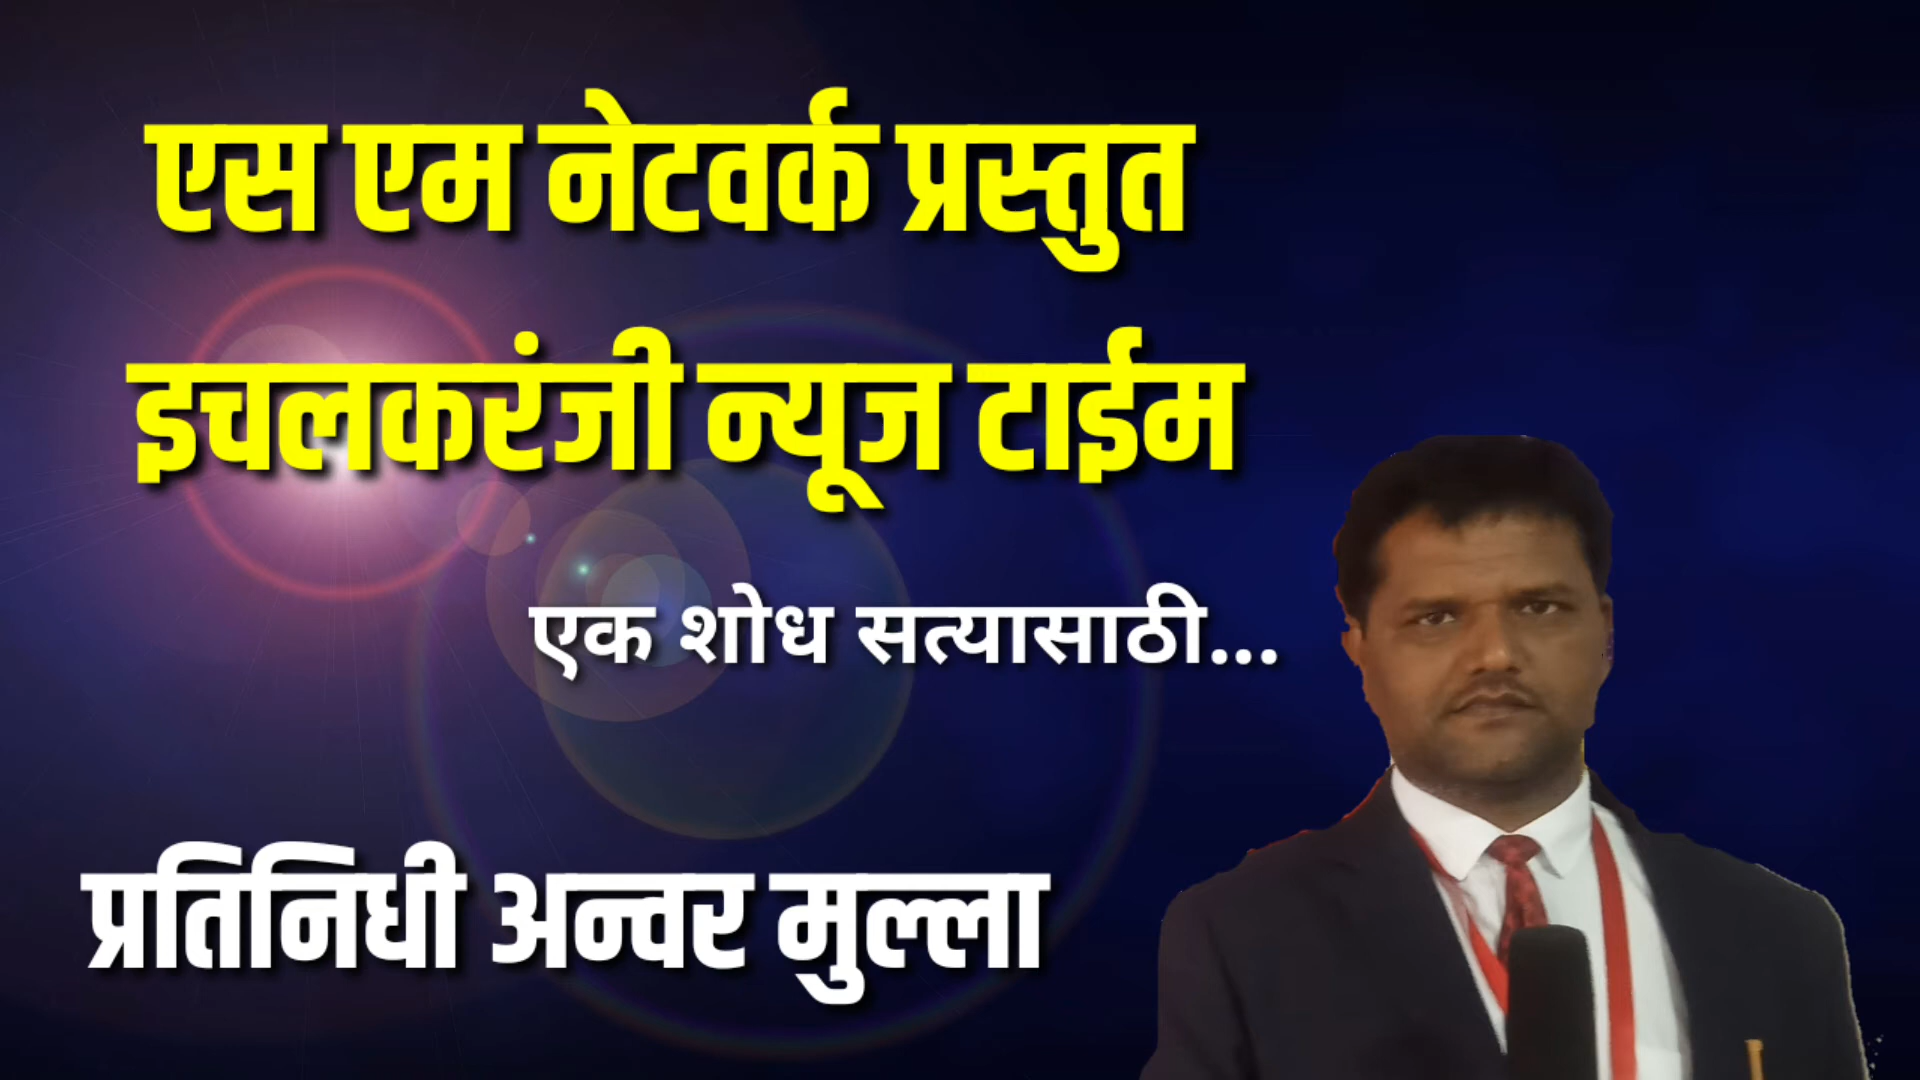 एस एम नेटवर्क प्रस्तुत
इचलकरंजी न्यूज टाईम
एक शोध सत्यासाठी...
प्रतिनिधी अन्वर मुल्ला